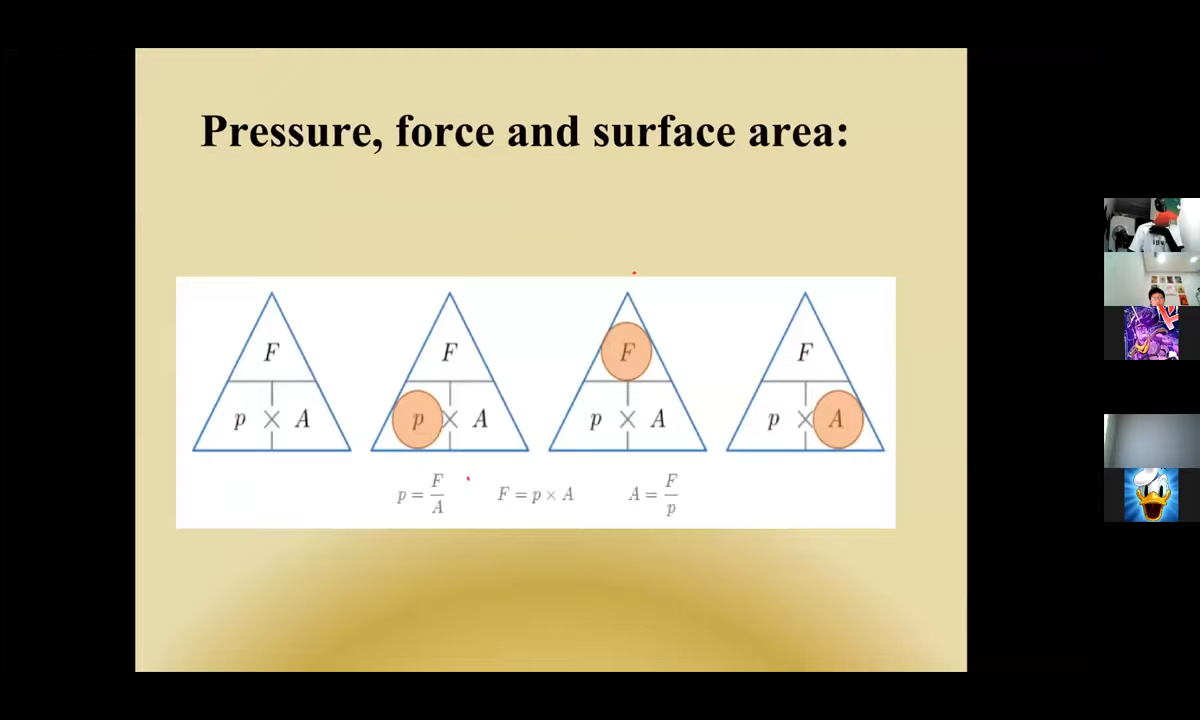 Pressure, force and surface area:
F F F F
p × A p × A p × A p × A
p = F/A F = p × A A = F/p